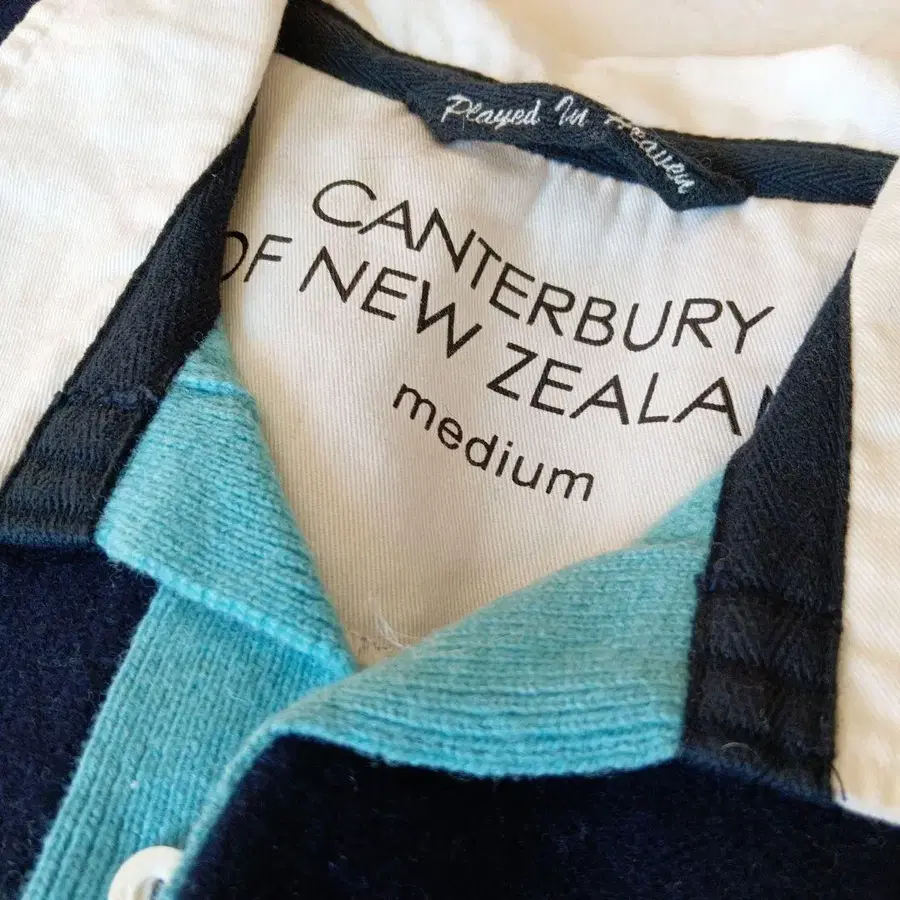 Played In Heaven
CANTERBURY
OF NEW ZEALA
medium